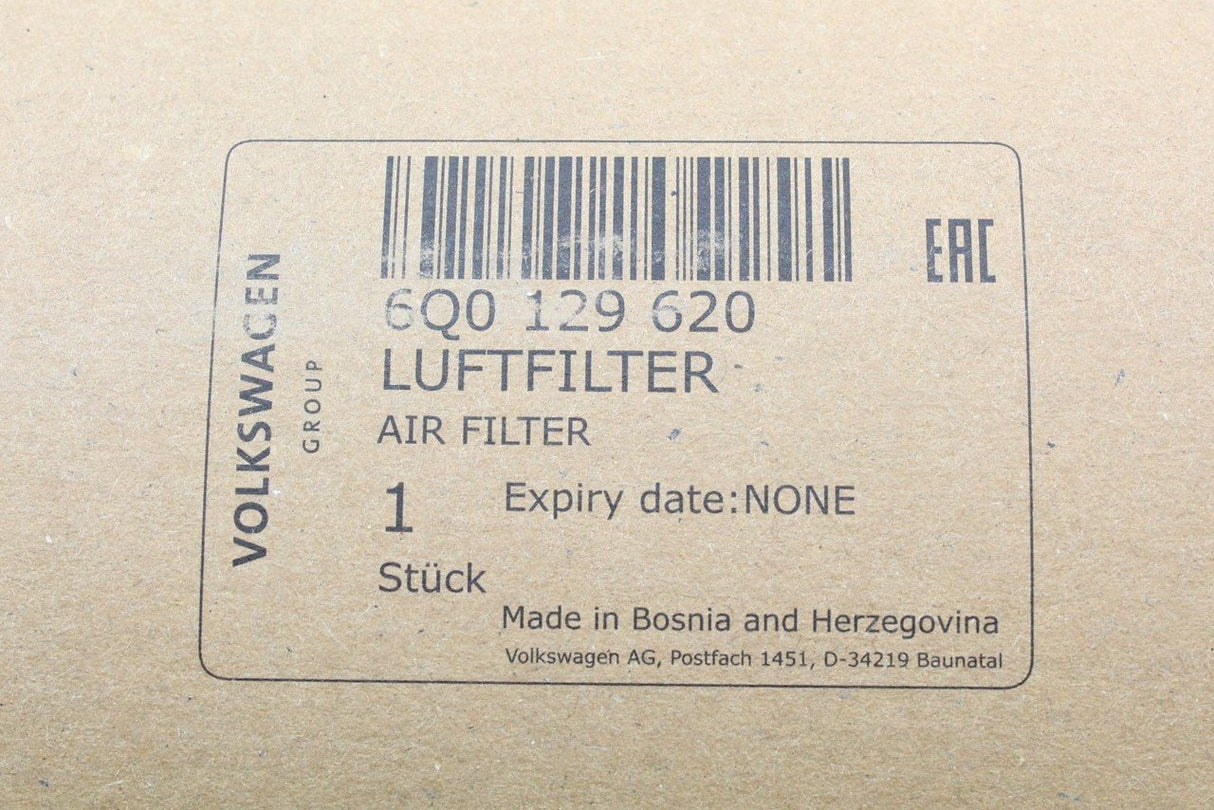 VOLKSWAGEN
GROUP
EAC
6Q0 129 620
LUFTFILTER
AIR FILTER
1 Expiry date:NONE
Stück
Made in Bosnia and Herzegovina
Volkswagen AG, Postfach 1451, D-34219 Baunatal